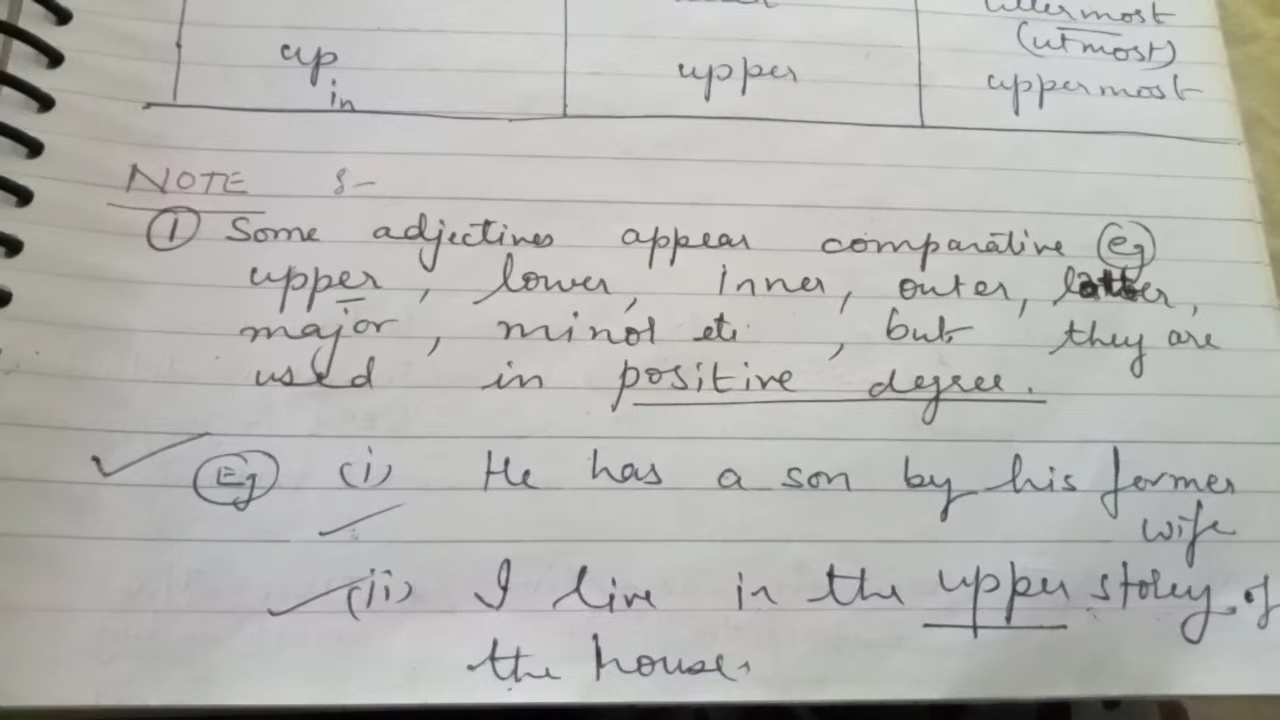 uttermost
(utmost)
up upper uppermost
in
NOTE :-
① Some adjectives appear comparative (eg)
upper, lower, inner, outer, latter,
major, minor etc, but they are
used in positive degree.
(Eg) (i) He has a son by his former
wife
(ii) I live in the upper storey of
the house.